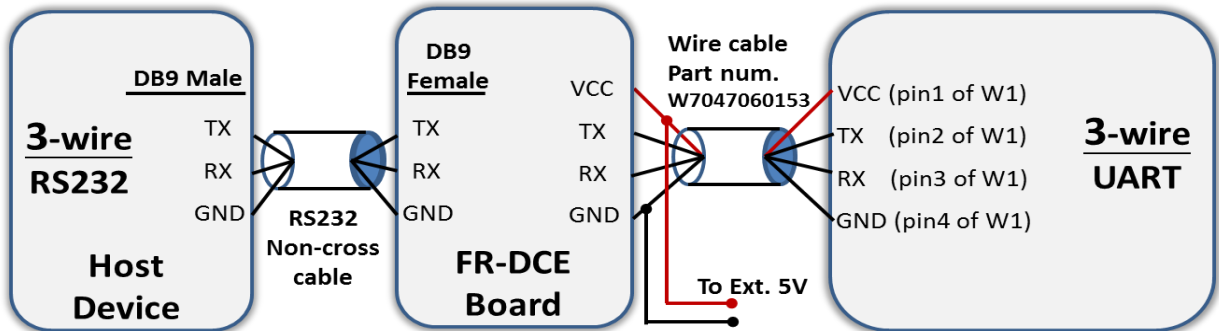 DB9 Male
3-wire
RS232
TX
RX
GND
Host
Device
RS232
Non-cross
cable
DB9
Female
TX
RX
GND
VCC
TX
RX
GND
FR-DCE
Board
Wire cable
Part num.
W7047060153
To Ext. 5V
VCC (pin1 of W1)
TX (pin2 of W1)
RX (pin3 of W1)
GND (pin4 of W1)
3-wire
UART